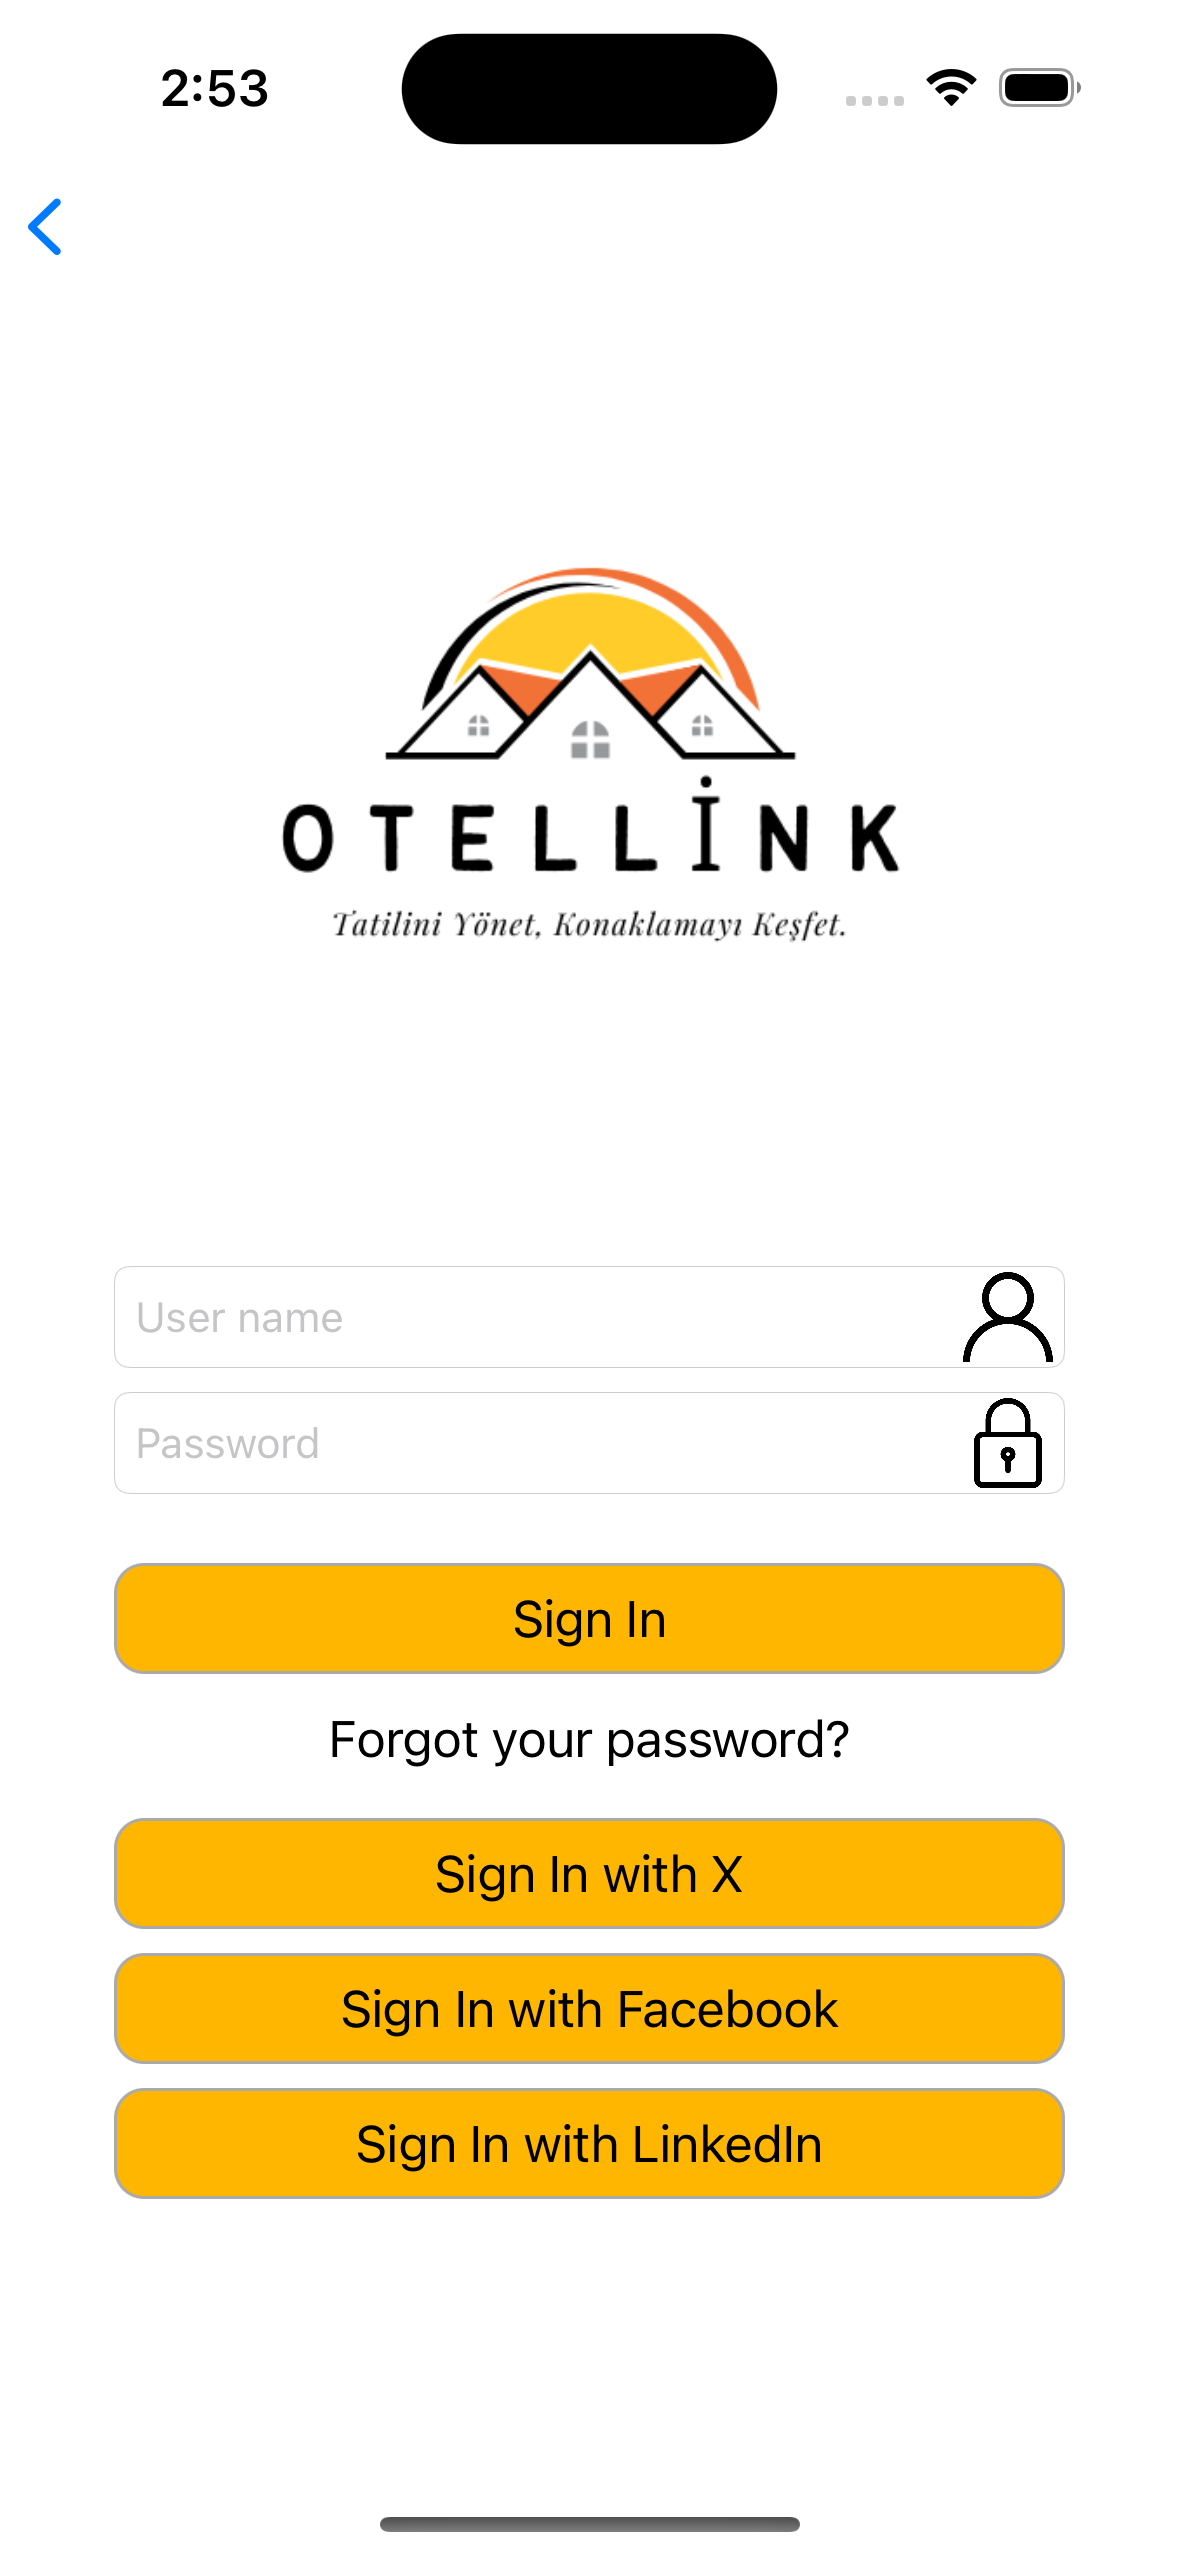 2:53
OTELLİNK
Tatilini Yönet, Konaklamayı Keşfet.
User name
Password
Sign In
Forgot your password?
Sign In with X
Sign In with Facebook
Sign In with LinkedIn